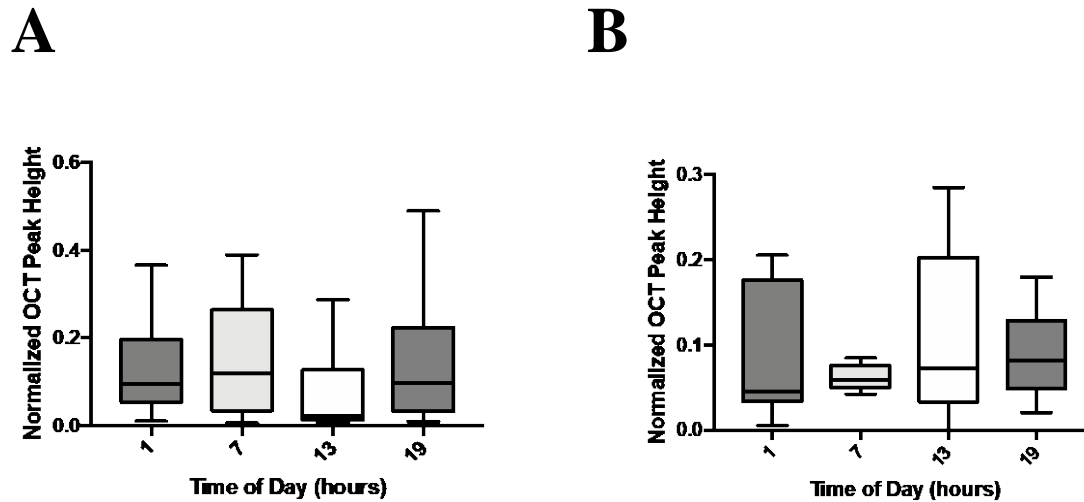 A
B
Normalized OCT Peak Height
0.6
0.4
0.2
0.0
1
7
13
19
Time of Day (hours)
Normalized OCT Peak Height
0.3
0.2
0.1
0.0
1
7
13
19
Time of Day (hours)